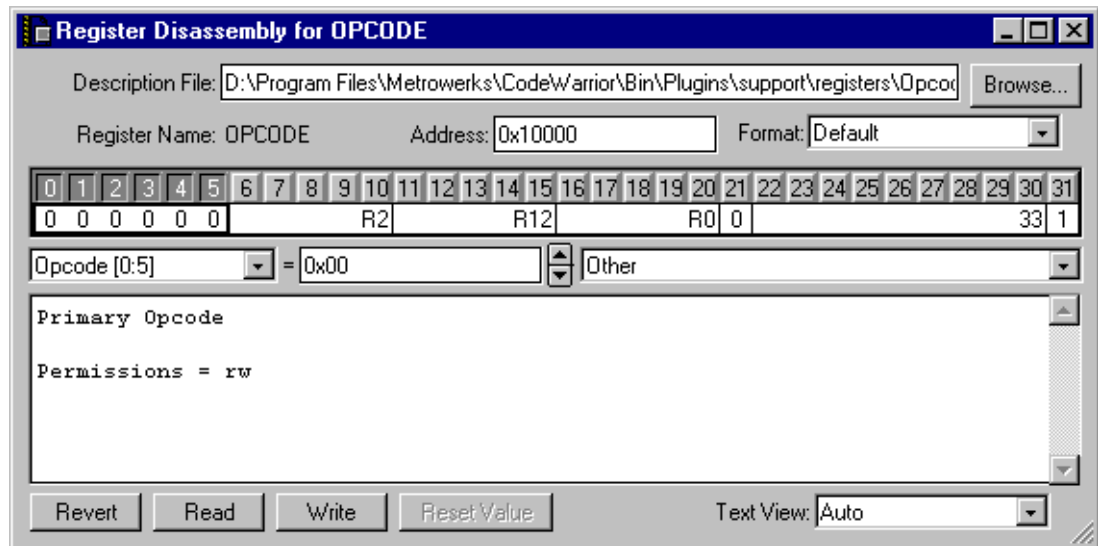 Register Disassembly for OPCODE
Description File: D:\Program Files\Metrowerks\CodeWarrior\Bin\Plugins\support\registers\Opcod Browse...
Register Name: OPCODE Address: 0x10000 Format: Default
0 1 2 3 4 5 6 7 8 9 10 11 12 13 14 15 16 17 18 19 20 21 22 23 24 25 26 27 28 29 30 31
0 0 0 0 0 0 R2 R12 R0 0 33 1
Opcode [0:5] = 0x00 Other
Primary Opcode
Permissions = rw
Revert Read Write Reset Value Text View: Auto